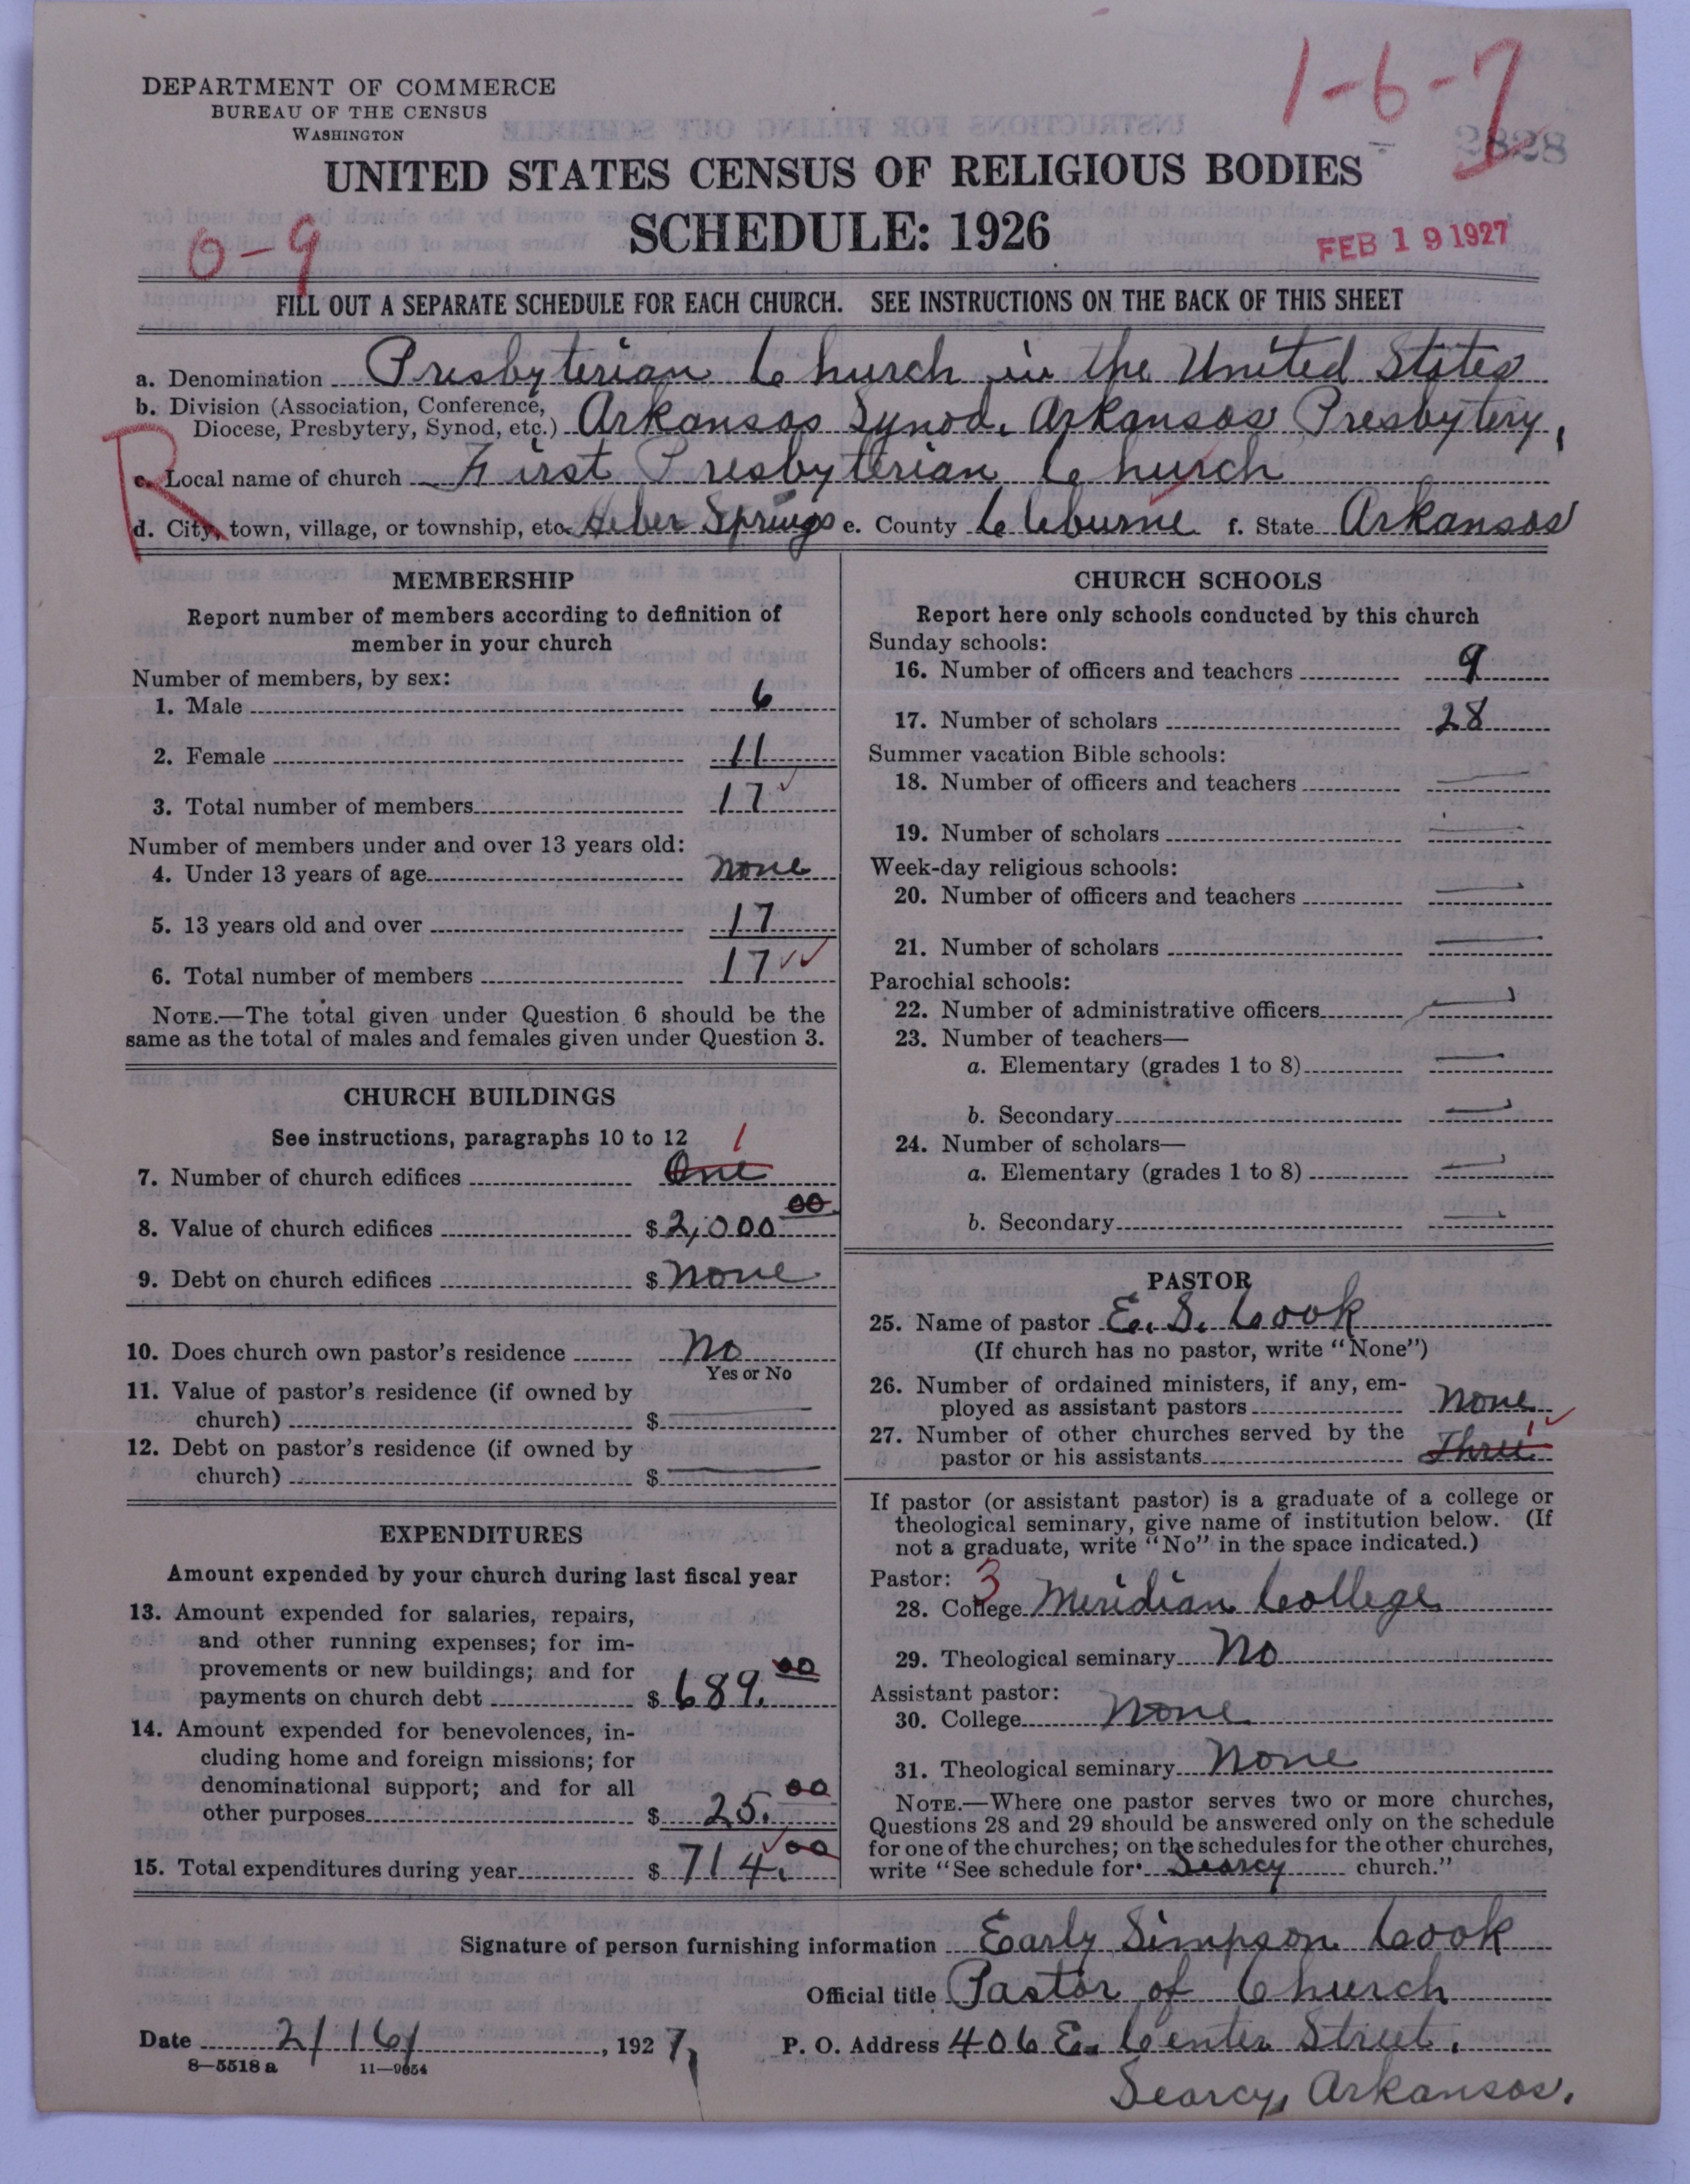 1-6-7
DEPARTMENT OF COMMERCE
BUREAU OF THE CENSUS
WASHINGTON
2828
UNITED STATES CENSUS OF RELIGIOUS BODIES
SCHEDULE: 1926
0-9
FEB 19 1927
FILL OUT A SEPARATE SCHEDULE FOR EACH CHURCH. SEE INSTRUCTIONS ON THE BACK OF THIS SHEET
a. Denomination Presbyterian Church in the United States
b. Division (Association, Conference,
Diocese, Presbytery, Synod, etc.) Arkansas Synod. Arkansas Presbytery,
R
c. Local name of church First Presbyterian Church
d. City, town, village, or township, etc. Heber Springs e. County Cleburne f. State Arkansas
MEMBERSHIP
Report number of members according to definition of
member in your church
Number of members, by sex:
1. Male 6
2. Female 11
3. Total number of members 17
Number of members under and over 13 years old:
4. Under 13 years of age none
5. 13 years old and over 17
6. Total number of members 17
NOTE.—The total given under Question 6 should be the
same as the total of males and females given under Question 3.
CHURCH BUILDINGS
See instructions, paragraphs 10 to 12
1
7. Number of church edifices One
8. Value of church edifices $2,000 00
9. Debt on church edifices $ none
10. Does church own pastor's residence no
Yes or No
11. Value of pastor's residence (if owned by
church) $
12. Debt on pastor's residence (if owned by
church) $
EXPENDITURES
Amount expended by your church during last fiscal year
13. Amount expended for salaries, repairs,
and other running expenses; for im-
provements or new buildings; and for
payments on church debt $ 689.00
14. Amount expended for benevolences, in-
cluding home and foreign missions; for
denominational support; and for all
other purposes $ 25.00
15. Total expenditures during year $ 714.00
CHURCH SCHOOLS
Report here only schools conducted by this church
Sunday schools:
16. Number of officers and teachers 9
17. Number of scholars 28
Summer vacation Bible schools:
18. Number of officers and teachers
19. Number of scholars
Week-day religious schools:
20. Number of officers and teachers
21. Number of scholars
Parochial schools:
22. Number of administrative officers
23. Number of teachers—
a. Elementary (grades 1 to 8)
b. Secondary
24. Number of scholars—
a. Elementary (grades 1 to 8)
b. Secondary
PASTOR
25. Name of pastor E. S. Cook
(If church has no pastor, write "None")
26. Number of ordained ministers, if any, em-
ployed as assistant pastors none
27. Number of other churches served by the
pastor or his assistants Three
If pastor (or assistant pastor) is a graduate of a college or
theological seminary, give name of institution below. (If
not a graduate, write "No" in the space indicated.)
Pastor: 3
28. College Meridian College
29. Theological seminary No
Assistant pastor:
30. College None
31. Theological seminary None
NOTE.—Where one pastor serves two or more churches,
Questions 28 and 29 should be answered only on the schedule
for one of the churches; on the schedules for the other churches,
write "See schedule for Searcy church."
Signature of person furnishing information Early Simpson Cook
Official title Pastor of Church
Date 2/16/, 1927, P. O. Address 406 E. Center Street,
8—5518 a 11—9654
Searcy, Arkansas.